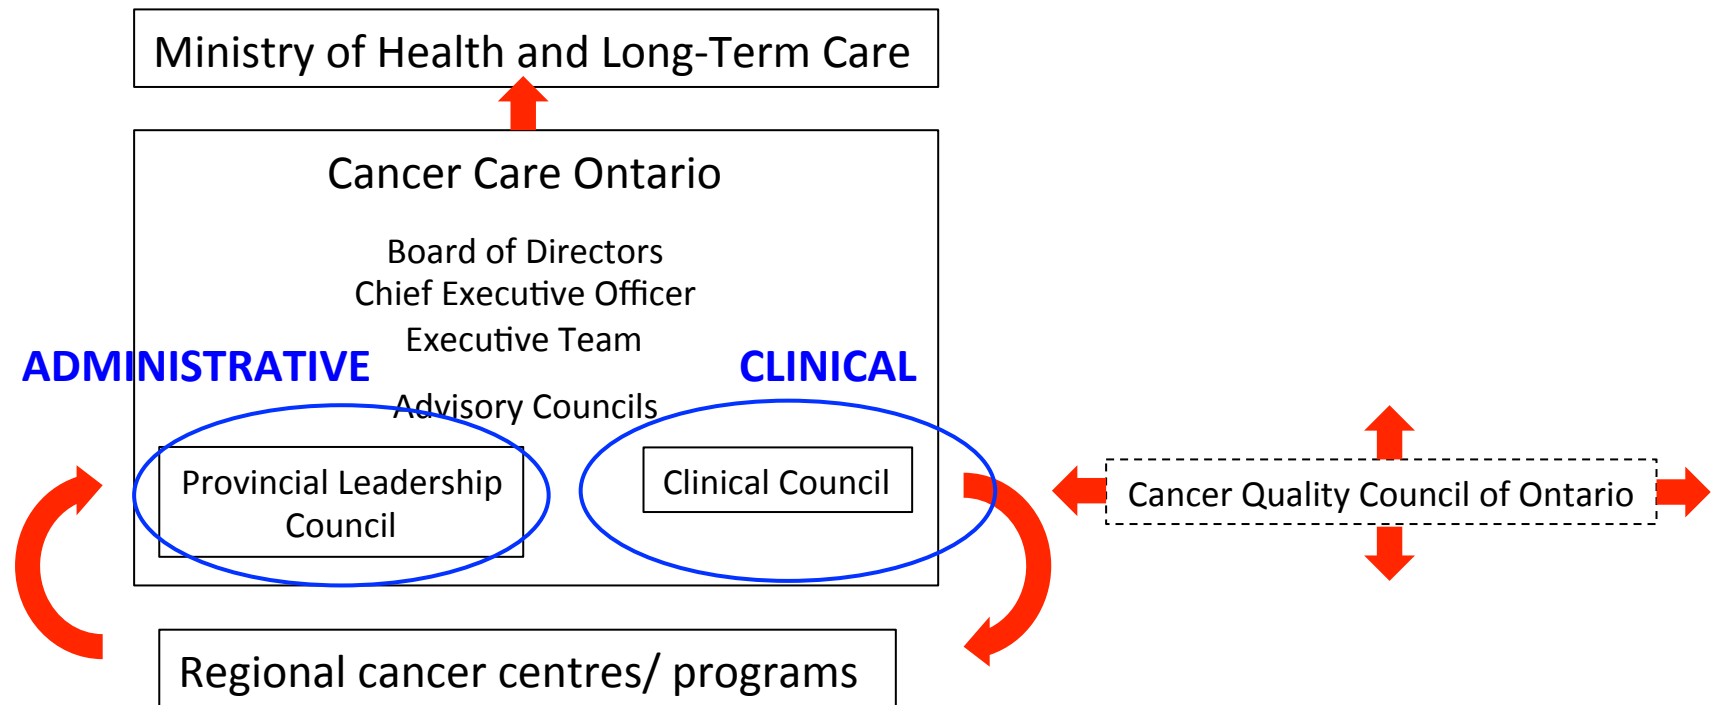 Ministry of Health and Long-Term Care
Cancer Care Ontario
Board of Directors
Chief Executive Officer
Executive Team
ADMINISTRATIVE
CLINICAL
Advisory Councils
Provincial Leadership
Council
Clinical Council
Cancer Quality Council of Ontario
Regional cancer centres/ programs